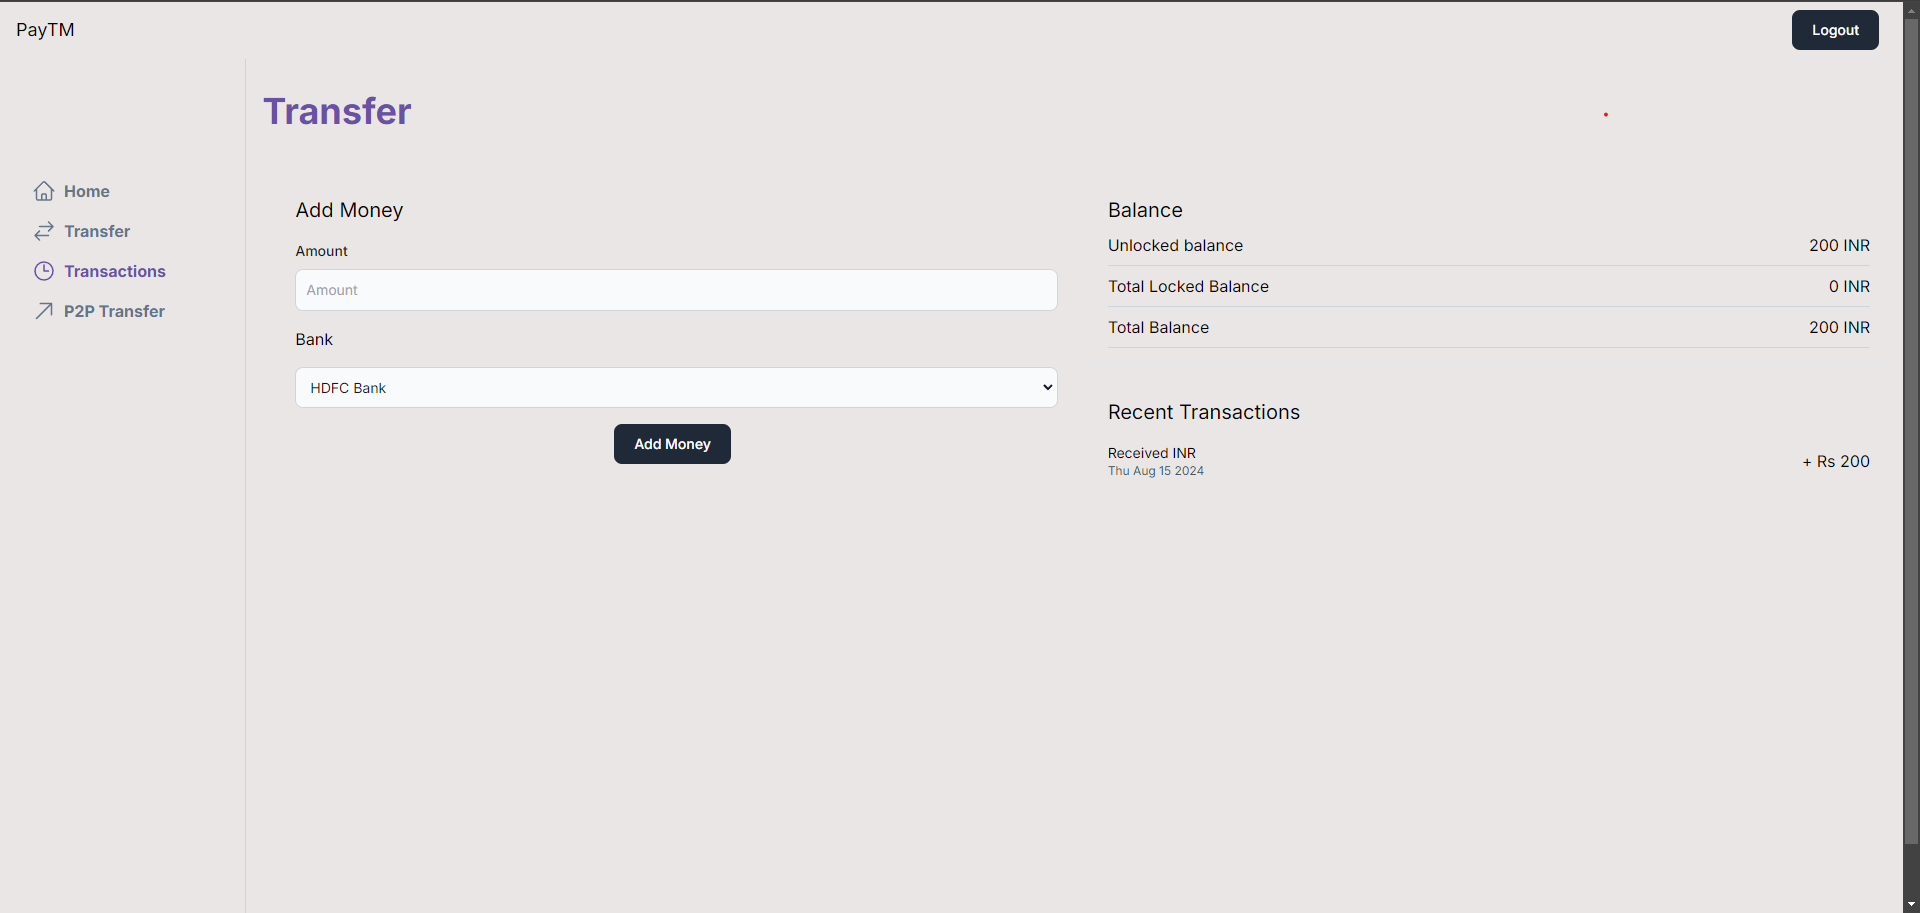 PayTM
Logout
Transfer
Home
Transfer
Transactions
P2P Transfer
Add Money
Amount
Amount
Bank
HDFC Bank
Add Money
Balance
Unlocked balance 200 INR
Total Locked Balance 0 INR
Total Balance 200 INR
Recent Transactions
Received INR
Thu Aug 15 2024
+ Rs 200